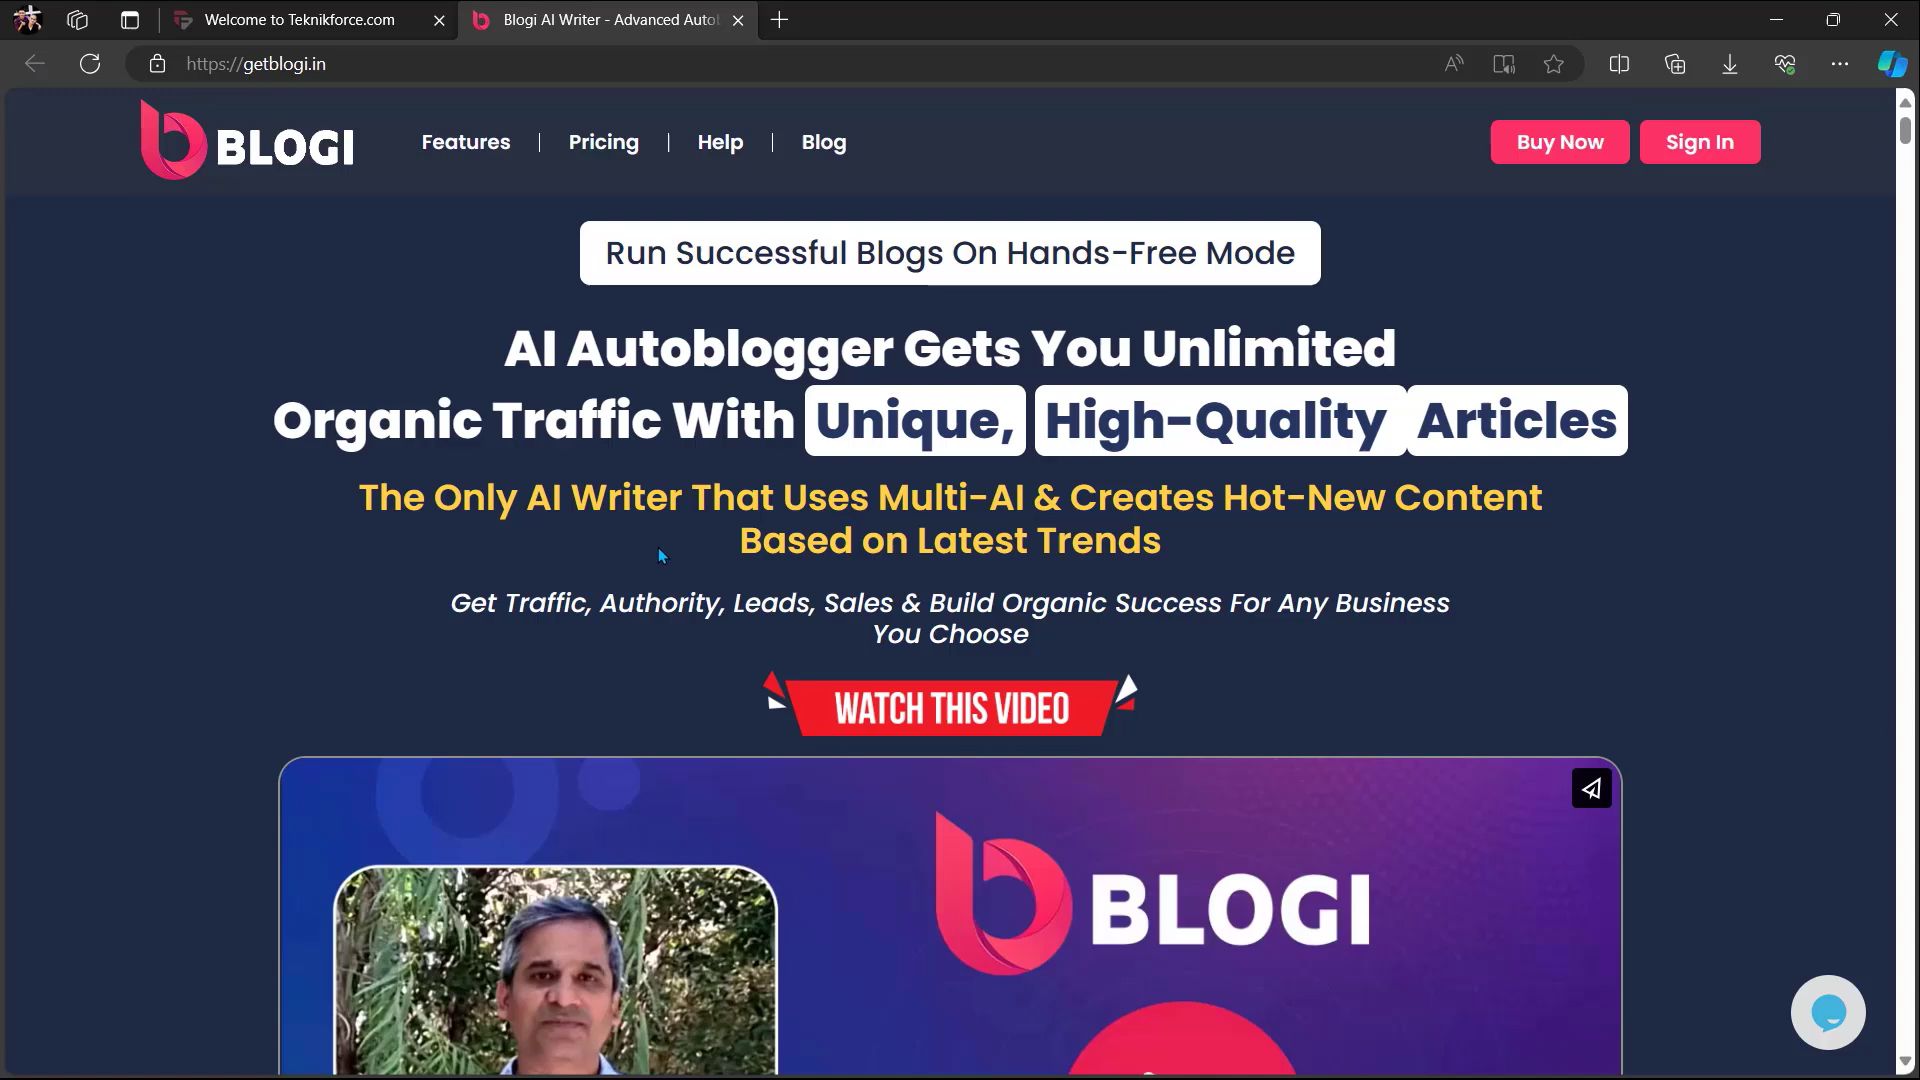 Welcome to Teknikforce.com
Blogi AI Writer - Advanced Auto
https://getblogi.in
BLOGI
Features | Pricing | Help | Blog
Buy Now
Sign In
Run Successful Blogs On Hands-Free Mode
AI Autoblogger Gets You Unlimited
Organic Traffic With Unique, High-Quality Articles
The Only AI Writer That Uses Multi-AI & Creates Hot-New Content
Based on Latest Trends
Get Traffic, Authority, Leads, Sales & Build Organic Success For Any Business
You Choose
WATCH THIS VIDEO
BLOGI